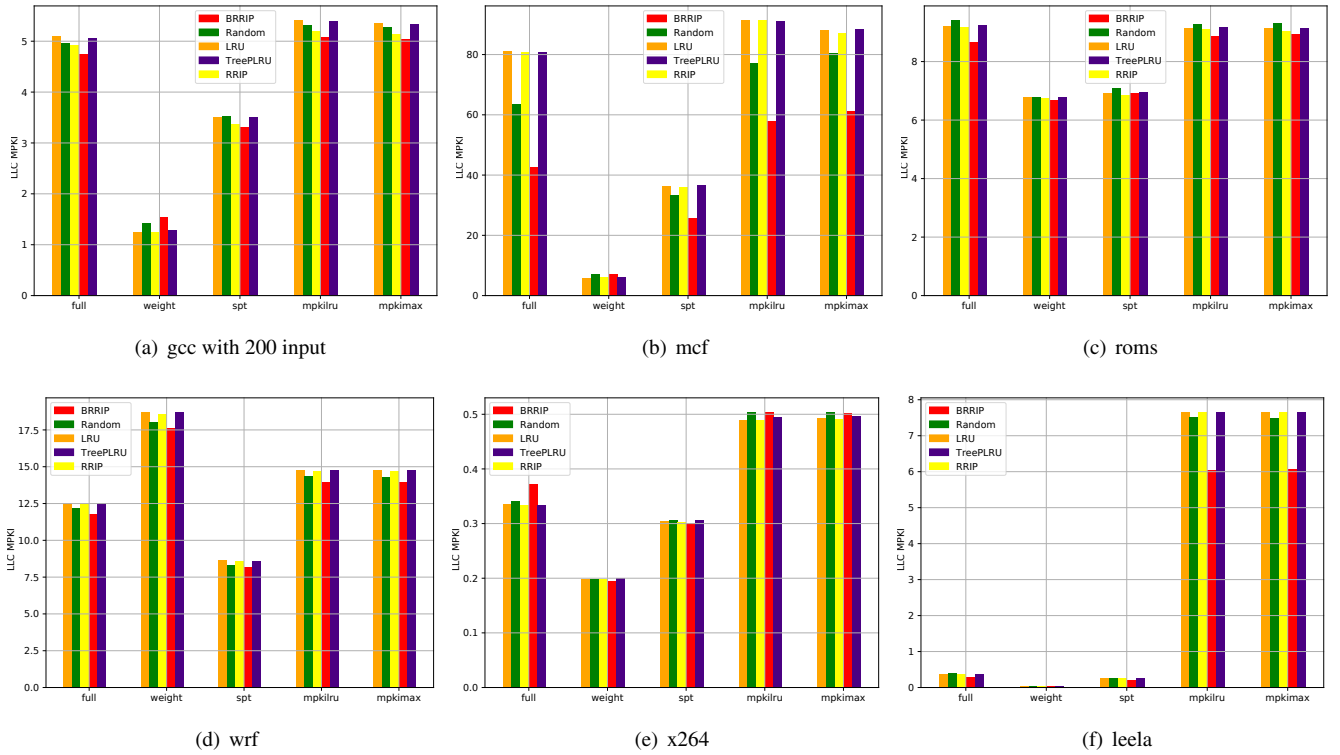 BRRIP
Random
LRU
TreePLRU
RRIP
LLC MPKI
5
4
3
2
1
0
full weight spt mpkilru mpkimax
(a) gcc with 200 input
BRRIP
Random
LRU
TreePLRU
RRIP
LLC MPKI
80
60
40
20
0
full weight spt mpkilru mpkimax
(b) mcf
BRRIP
Random
LRU
TreePLRU
RRIP
LLC MPKI
8
6
4
2
0
full weight spt mpkilru mpkimax
(c) roms
BRRIP
Random
LRU
TreePLRU
RRIP
LLC MPKI
17.5
15.0
12.5
10.0
7.5
5.0
2.5
0.0
full weight spt mpkilru mpkimax
(d) wrf
BRRIP
Random
LRU
TreePLRU
RRIP
LLC MPKI
0.5
0.4
0.3
0.2
0.1
0.0
full weight spt mpkilru mpkimax
(e) x264
BRRIP
Random
LRU
TreePLRU
RRIP
LLC MPKI
8
7
6
5
4
3
2
1
0
full weight spt mpkilru mpkimax
(f) leela